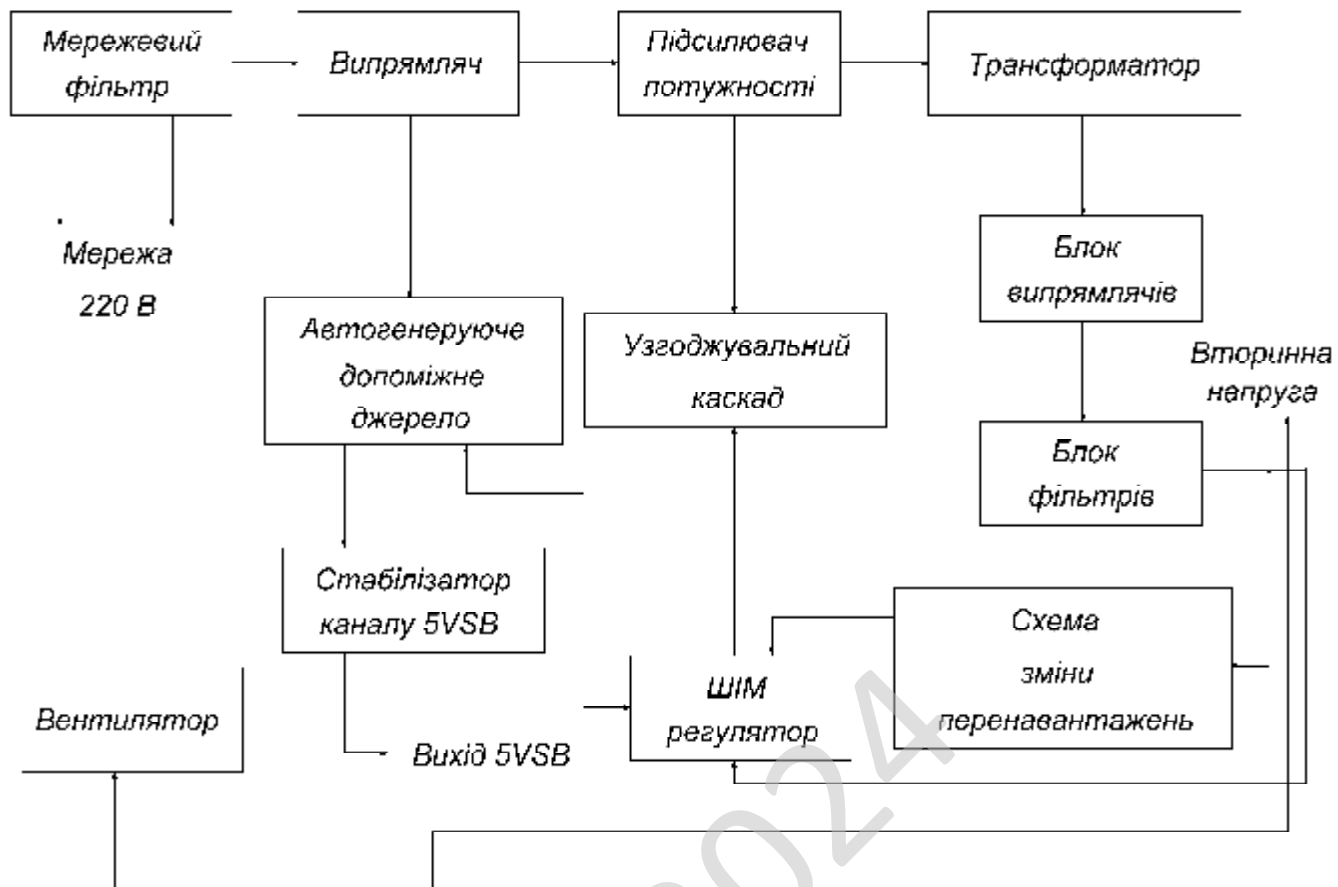 Мережевий
фільтр
Випрямляч
Підсилювач
потужності
Трансформатор
Мережа
220 В
Блок
випрямлячів
Автогенеруюче
допоміжне
джерело
Узгоджувальний
каскад
Вторинна
напруга
Блок
фільтрів
Стабілізатор
каналу 5VSB
Схема
зміни
перенавантажень
ШІМ
регулятор
Вентилятор
Вихід 5VSB
2024